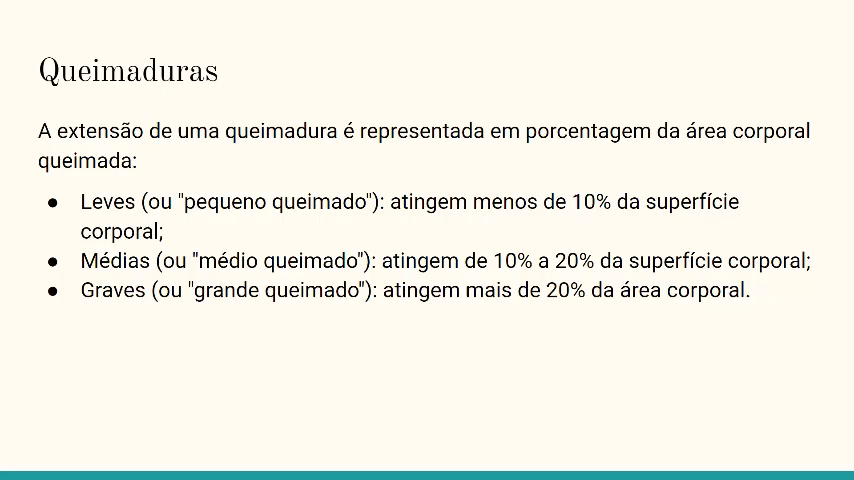 Queimaduras
A extensão de uma queimadura é representada em porcentagem da área corporal
queimada:
● Leves (ou "pequeno queimado"): atingem menos de 10% da superfície
corporal;
● Médias (ou "médio queimado"): atingem de 10% a 20% da superfície corporal;
● Graves (ou "grande queimado"): atingem mais de 20% da área corporal.